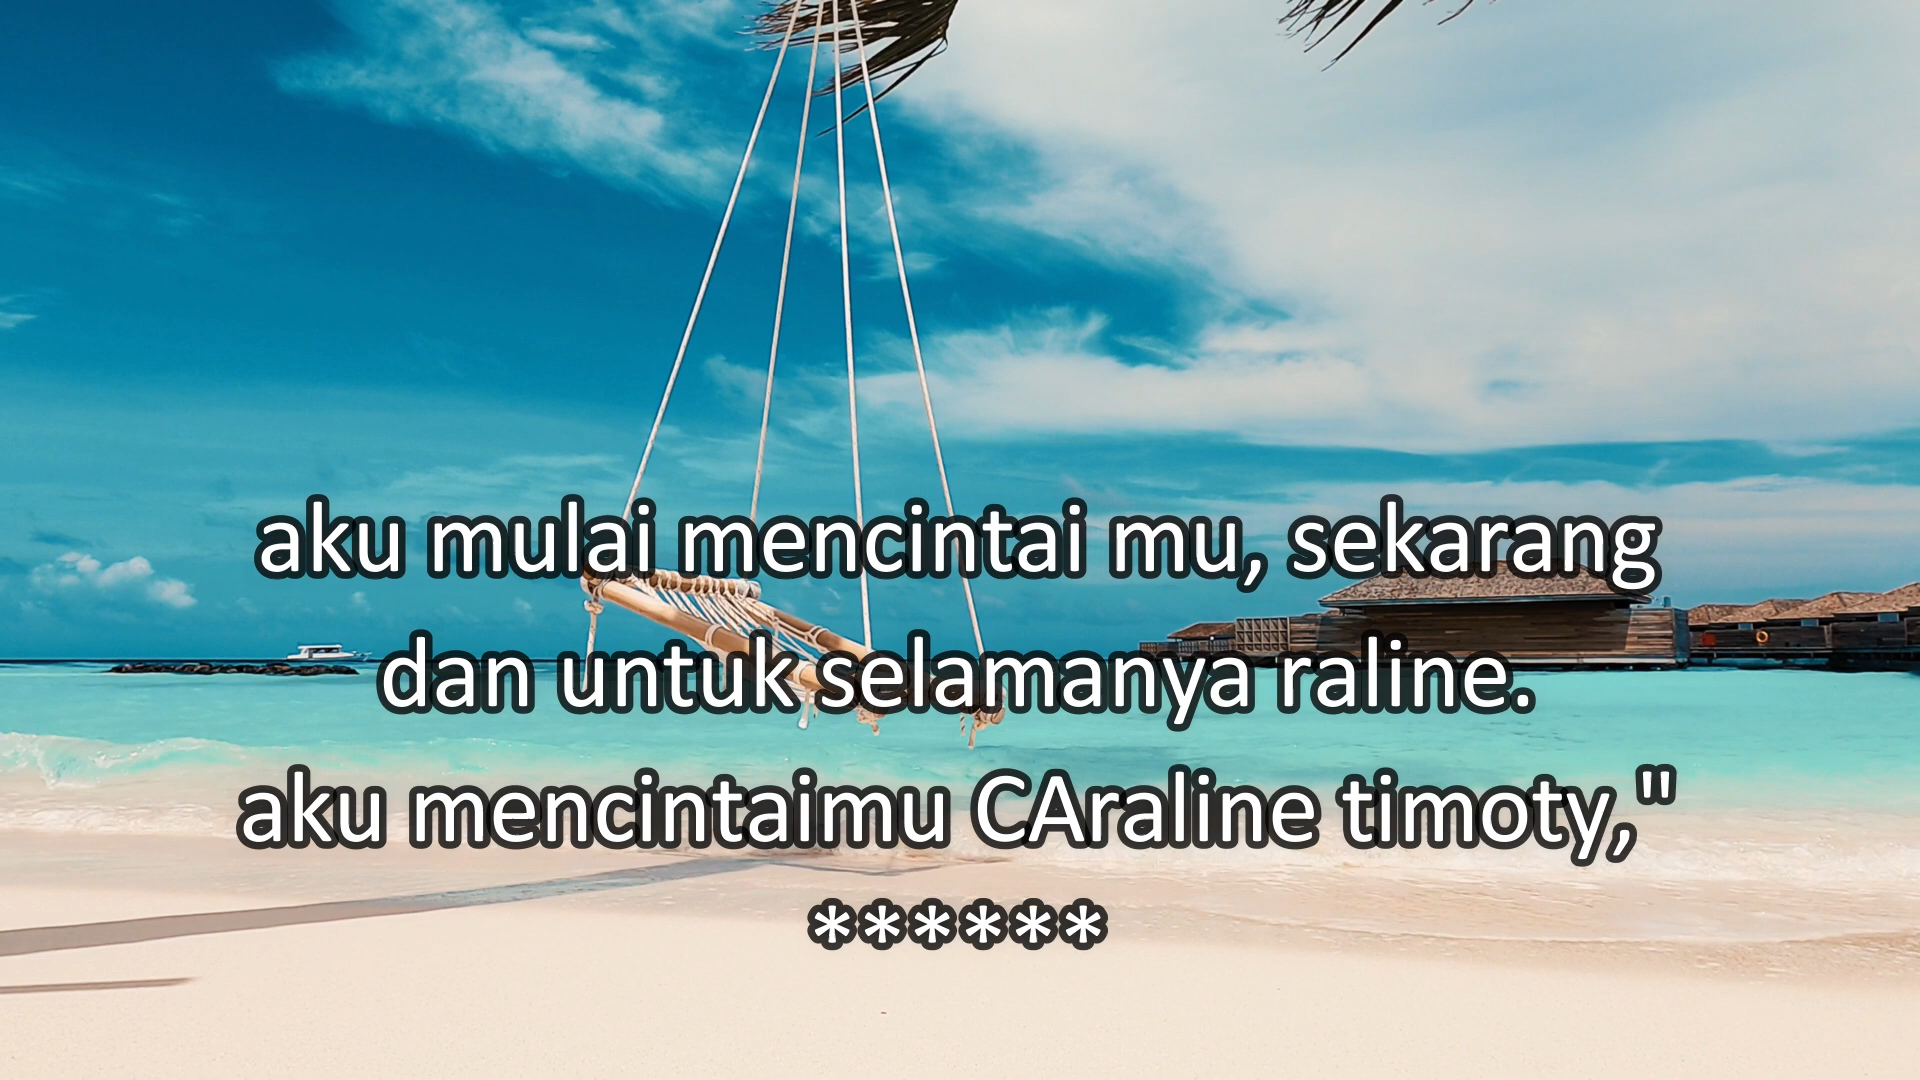 aku mulai mencintai mu, sekarang
dan untuk selamanya raline.
aku mencintaimu CAraline timoty,"
******